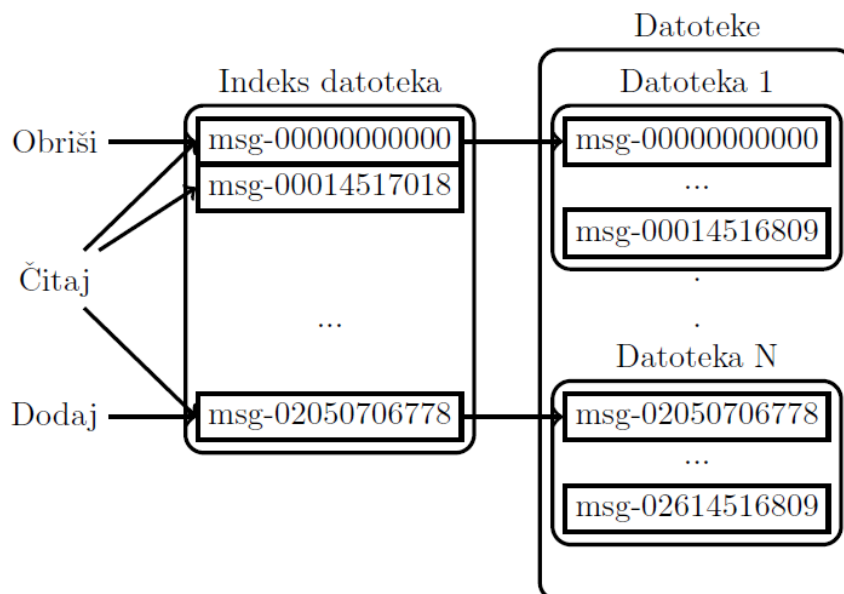 Datoteke
Indeks datoteka
Datoteka 1
Obriši
msg-00000000000
msg-00000000000
msg-00014517018
...
msg-00014516809
Čitaj
.
...
.
Datoteka N
Dodaj
msg-02050706778
msg-02050706778
...
msg-02614516809